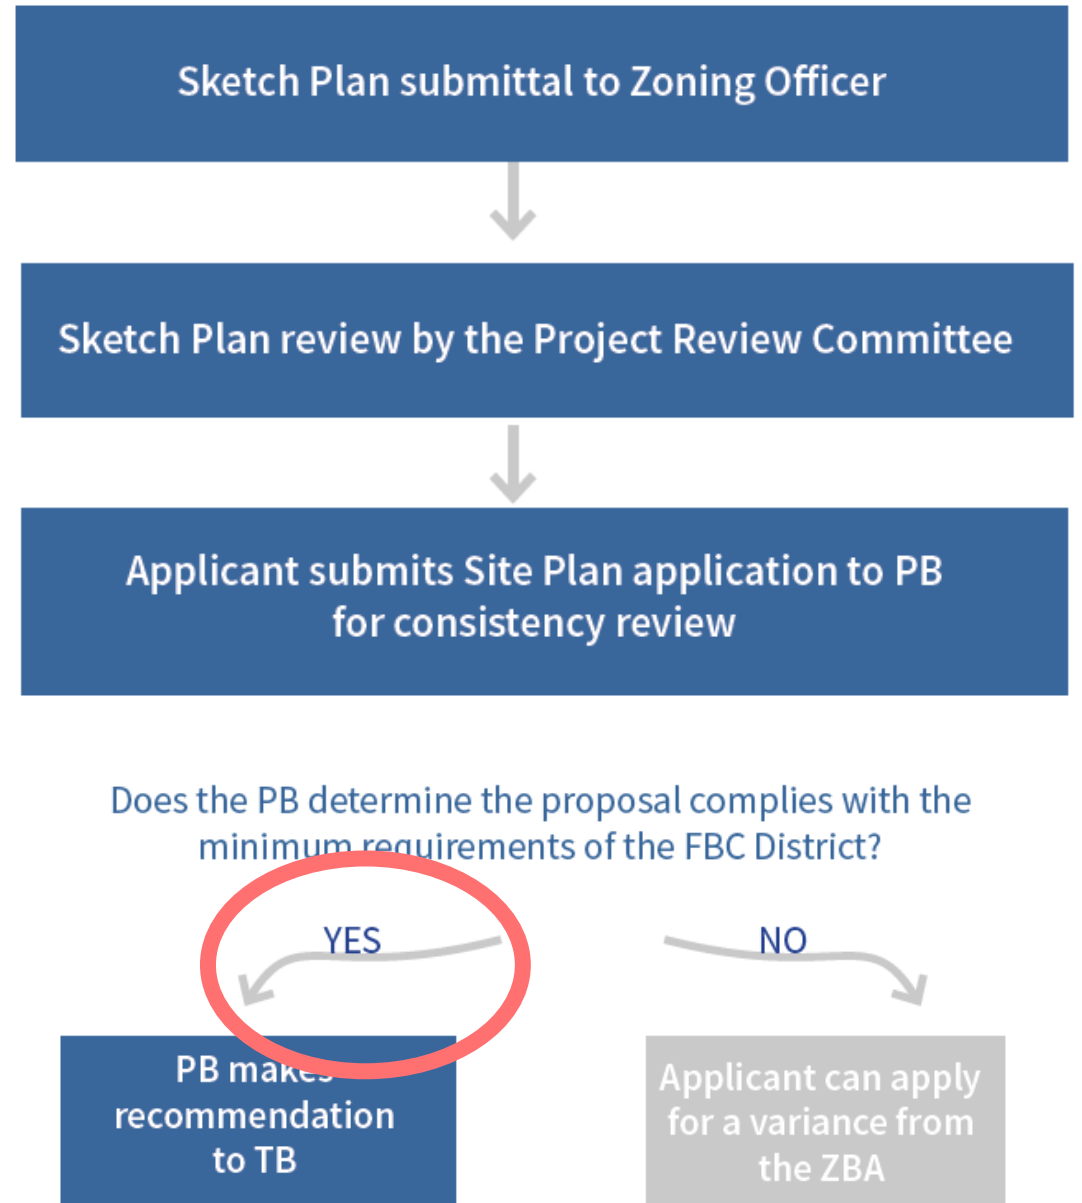 Sketch Plan submittal to Zoning Officer
Sketch Plan review by the Project Review Committee
Applicant submits Site Plan application to PB
for consistency review
Does the PB determine the proposal complies with the
minimum requirements of the FBC District?
YES
NO
PB makes
recommendation
to TB
Applicant can apply
for a variance from
the ZBA